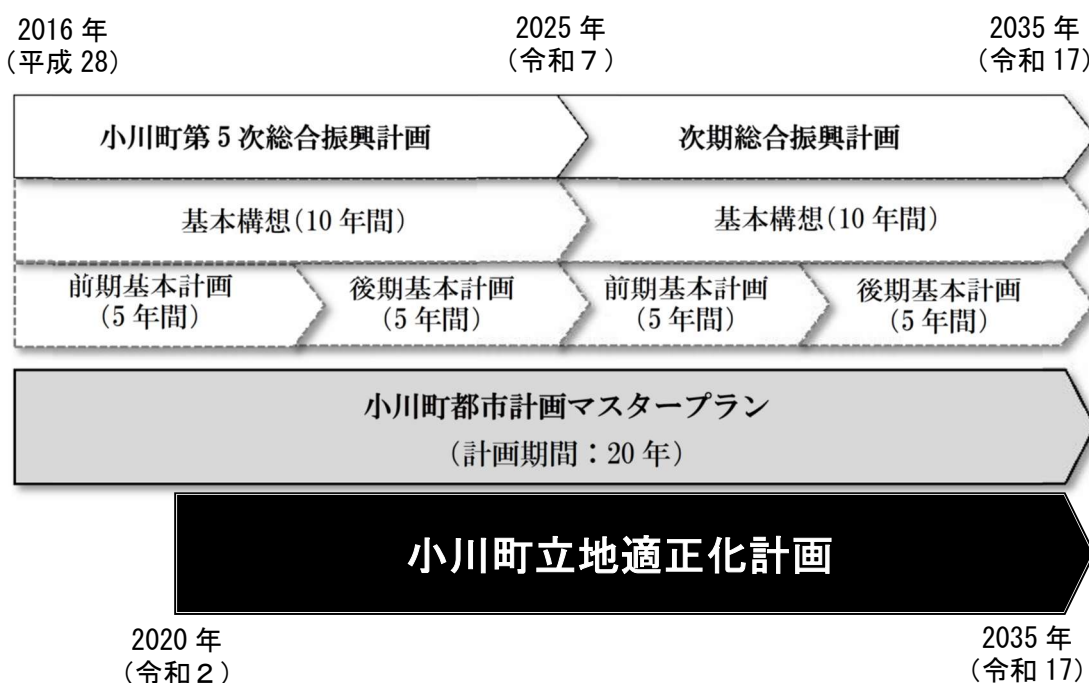 2016 年
(平成 28)
2025 年
(令和７)
2035 年
(令和 17)
小川町第 5 次総合振興計画
次期総合振興計画
基本構想(10 年間)
基本構想(10 年間)
前期基本計画
(5 年間)
後期基本計画
(5 年間)
前期基本計画
(5 年間)
後期基本計画
(5 年間)
小川町都市計画マスタープラン
(計画期間：20 年)
小川町立地適正化計画
2020 年
(令和２)
2035 年
(令和 17)